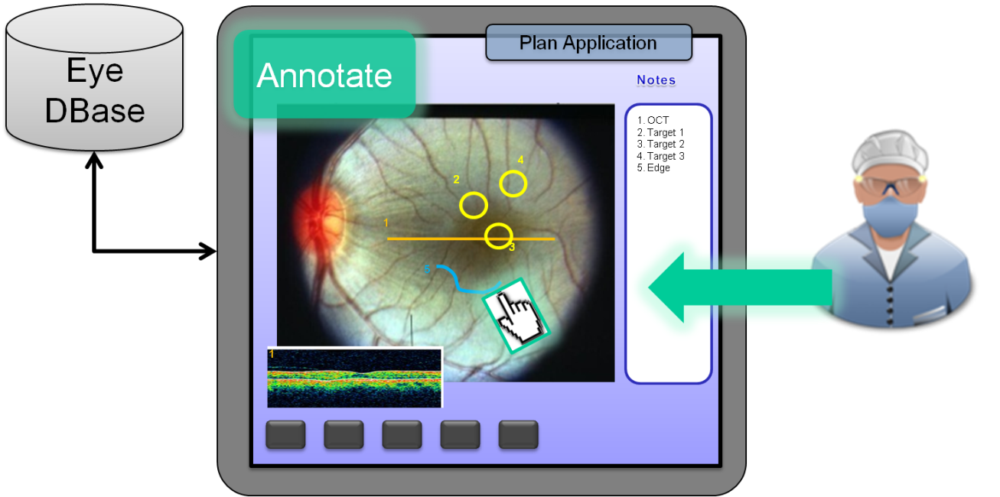 Eye
DBase
Annotate
Plan Application
Notes
1. OCT
2. Target 1
3. Target 2
4. Target 3
5. Edge
4
2
1
3
5
1